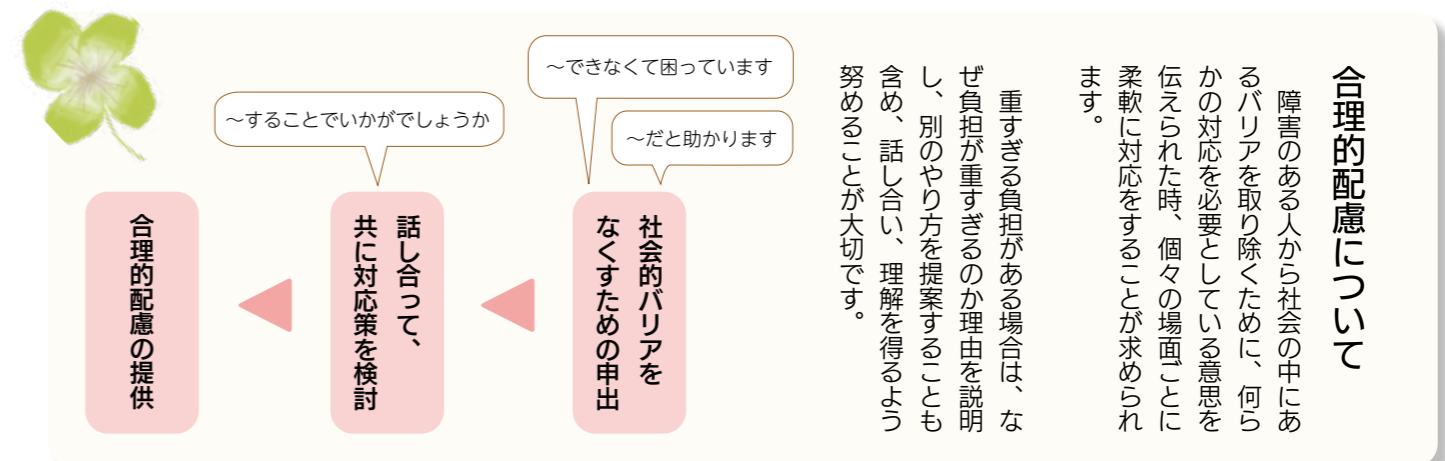 合理的配慮について
障害のある人から社会の中にあ
るバリアを取り除くために、何ら
かの対応を必要としている意思を
伝えられた時、個々の場面ごとに
柔軟に対応をすることが求められ
ます。
重すぎる負担がある場合は、な
ぜ負担が重すぎるのか理由を説明
し、別のやり方を提案することも
含め、話し合い、理解を得るよう
努めることが大切です。
～できなくて困っています
～だと助かります
社会的バリアを
なくすための申出
～することでいかがでしょうか
話し合って、
共に対応策を検討
合理的配慮の提供